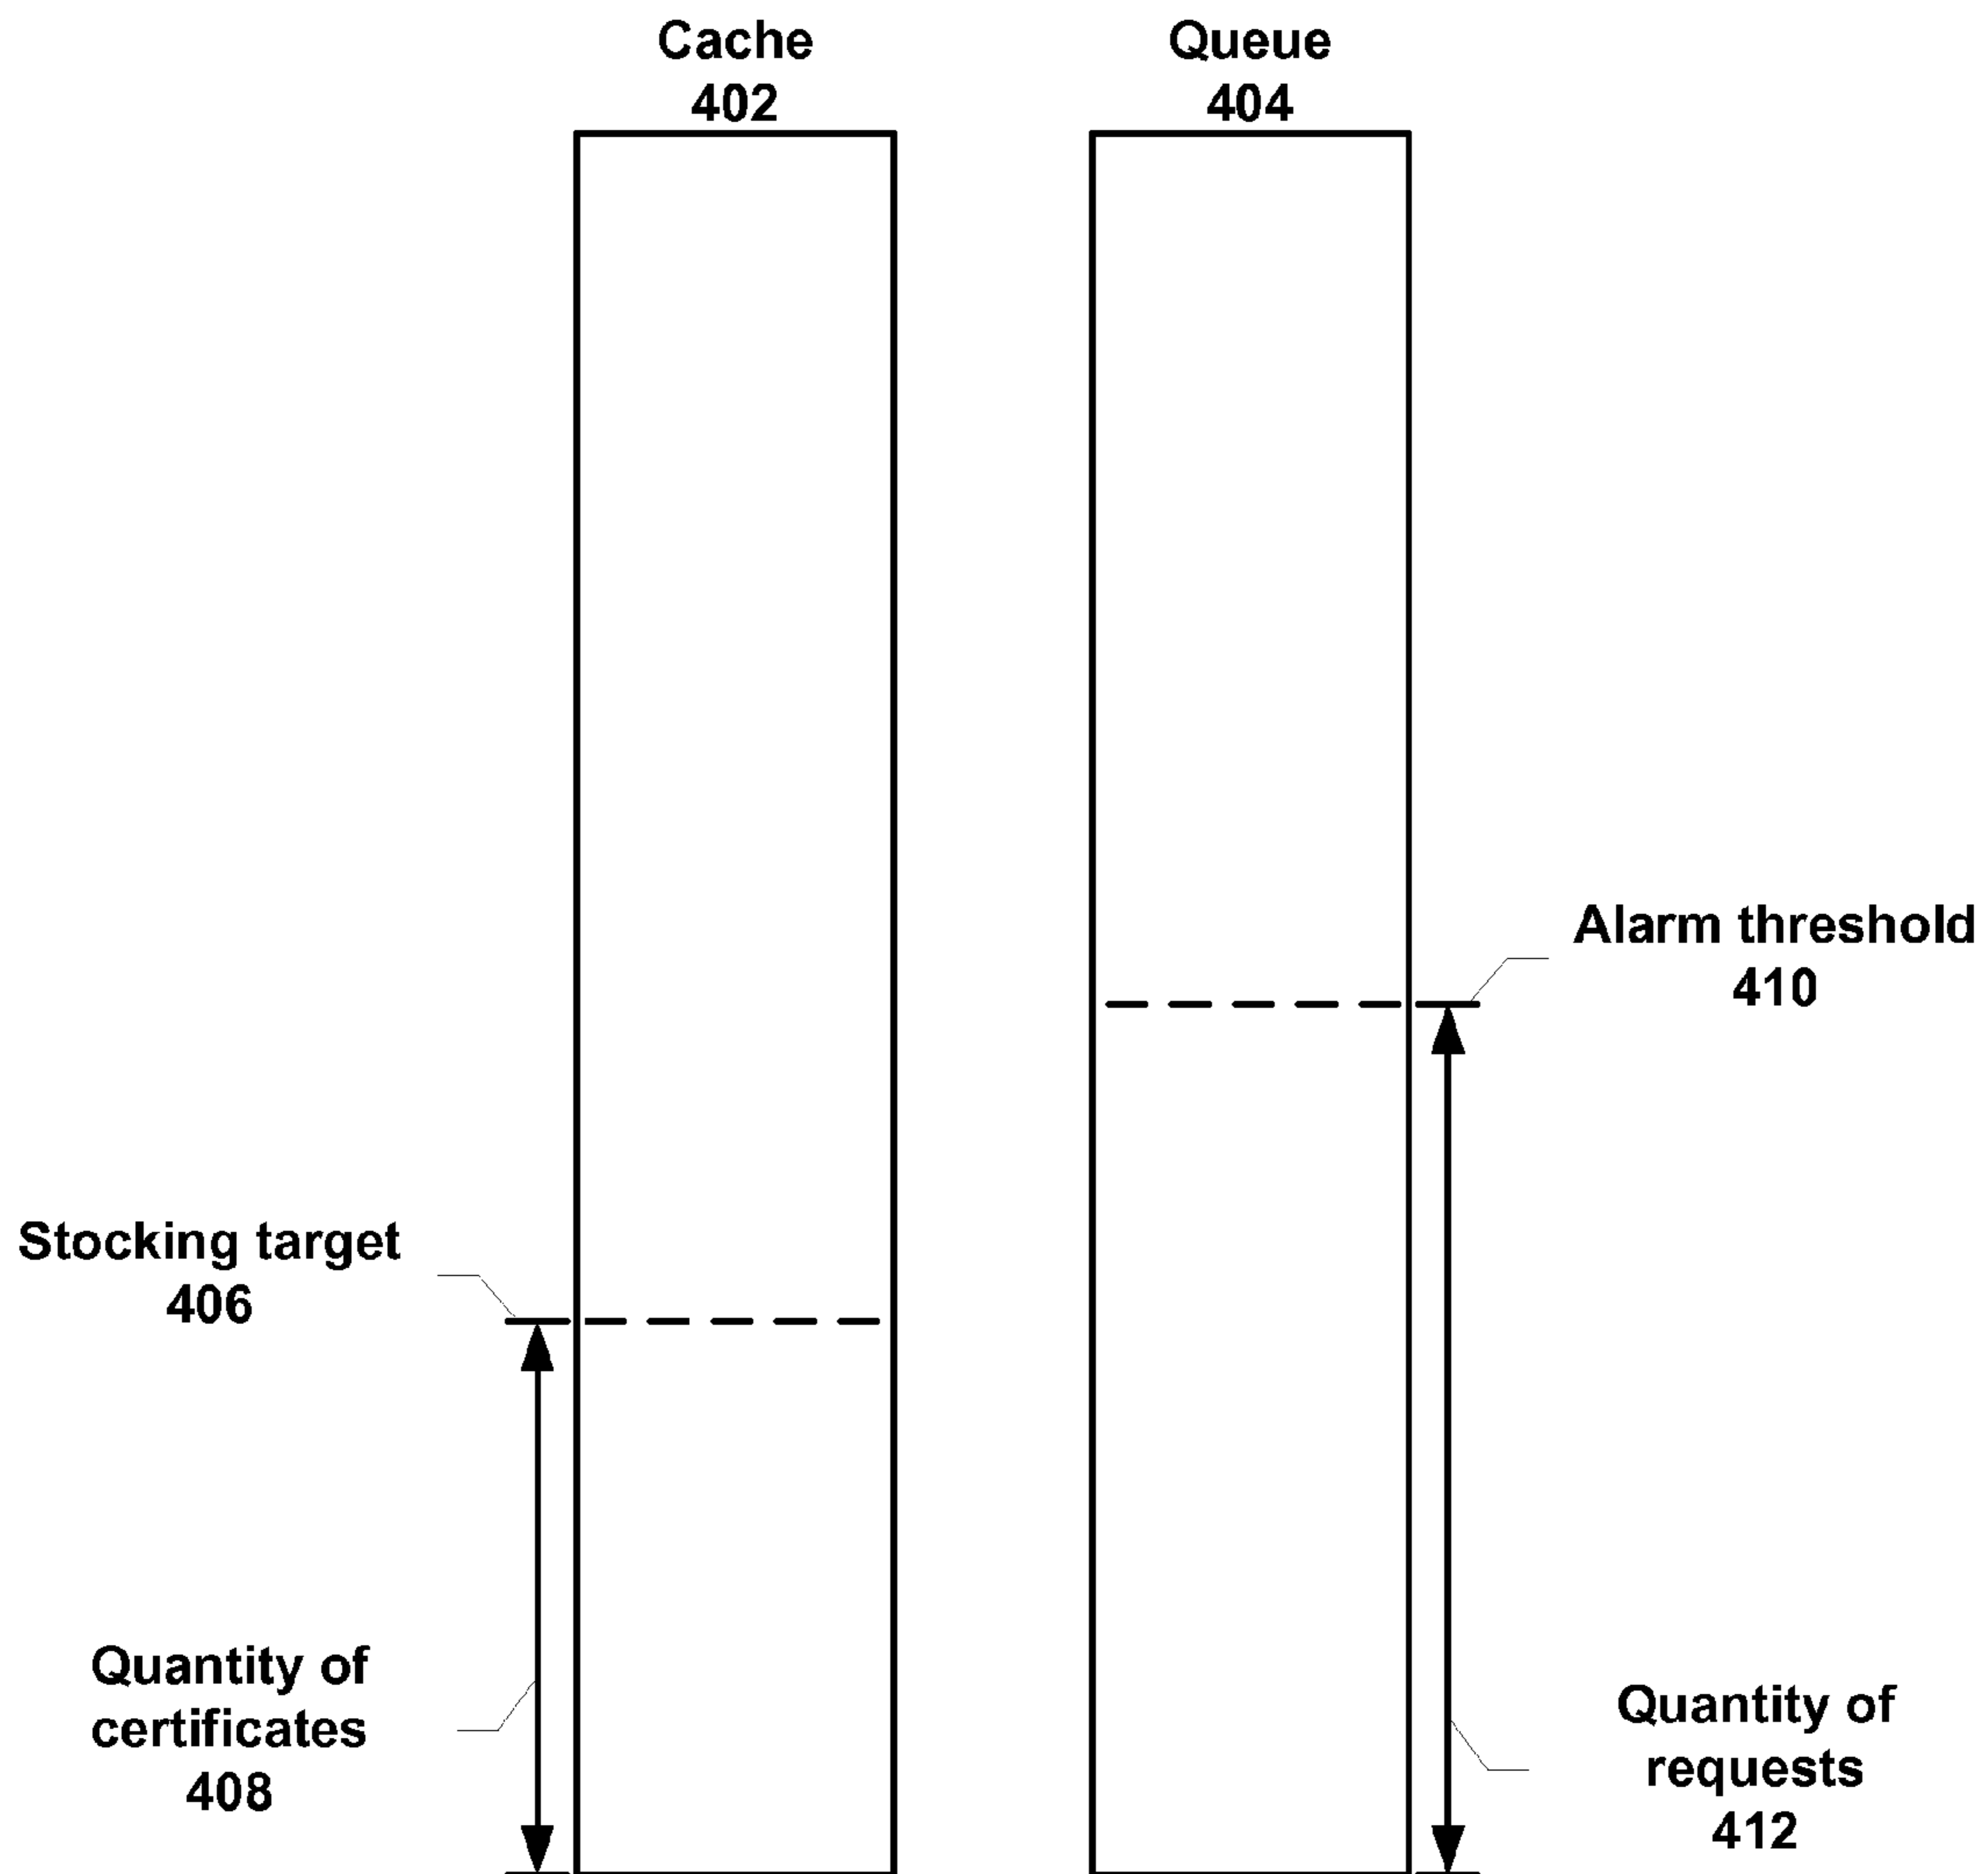 Cache
402
Queue
404
Alarm threshold
410
Stocking target
406
Quantity of
certificates
408
Quantity of
requests
412